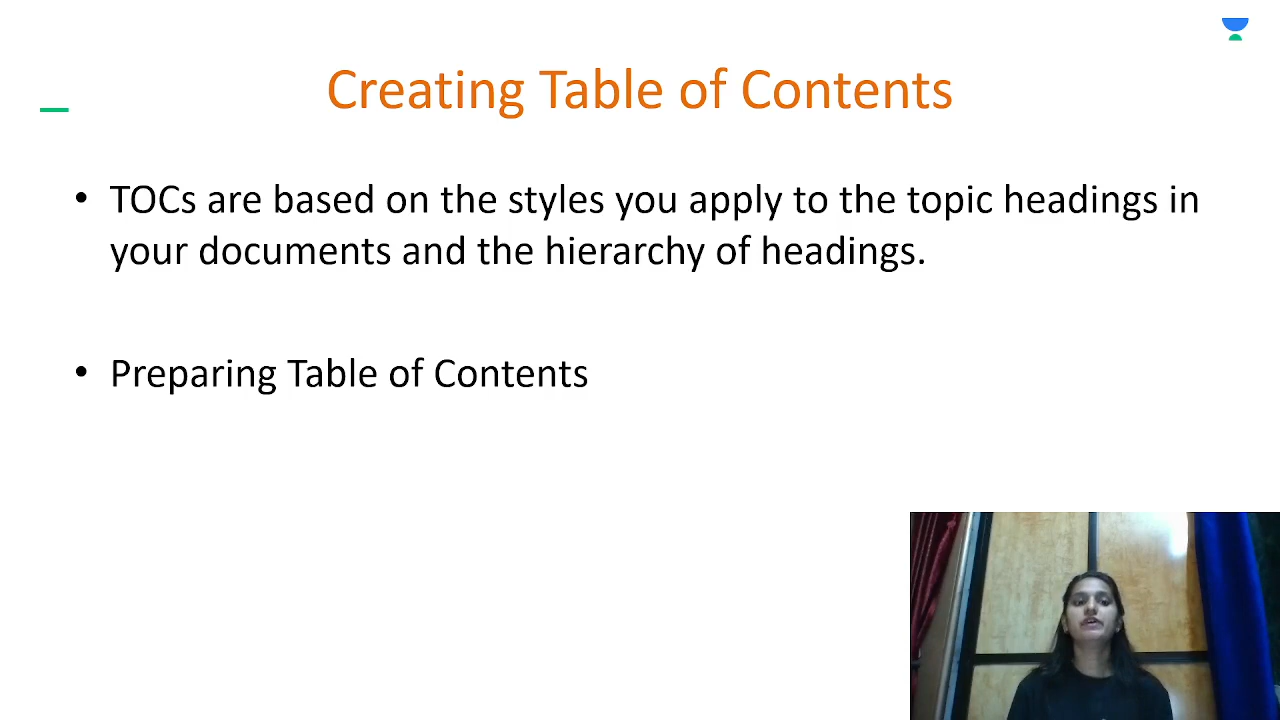 Creating Table of Contents
• TOCs are based on the styles you apply to the topic headings in
your documents and the hierarchy of headings.
• Preparing Table of Contents